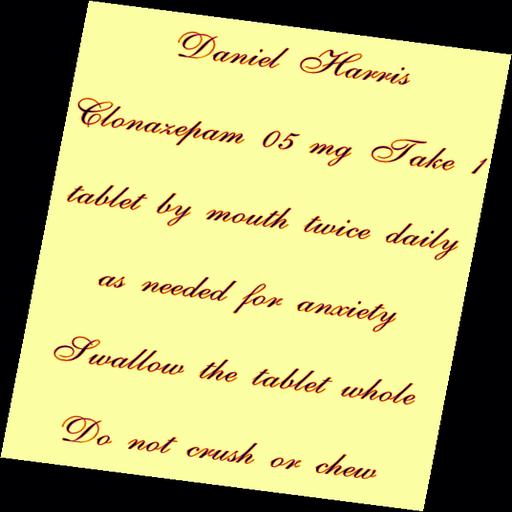 Daniel Harris
Clonazepam 05 mg Take 1
tablet by mouth twice daily
as needed for anxiety
Swallow the tablet whole
Do not crush or chew